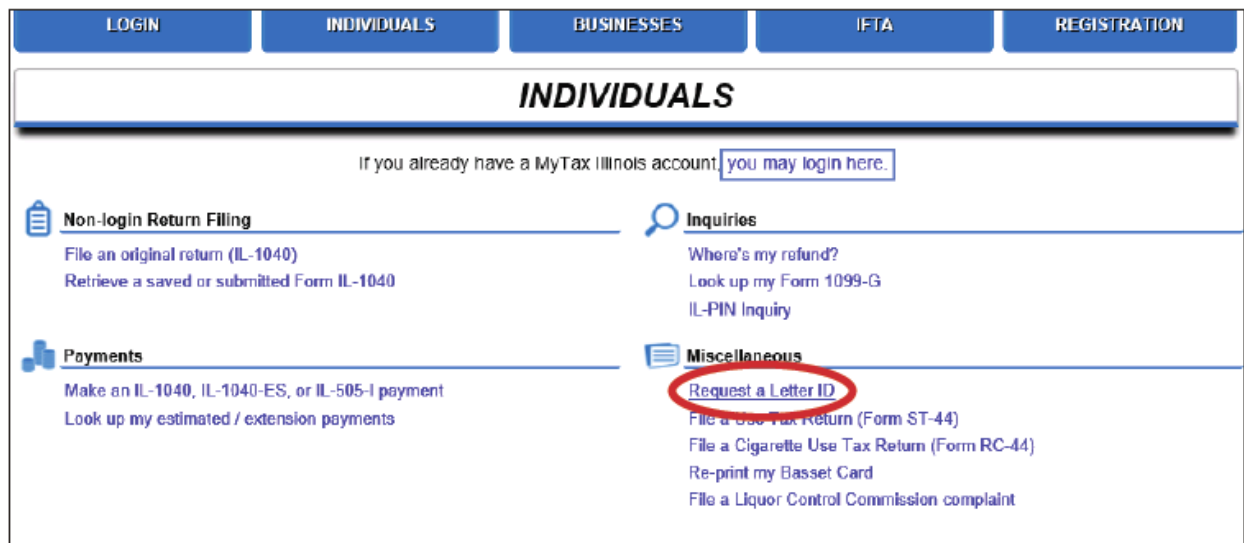 LOGIN INDIVIDUALS BUSINESSES IFTA REGISTRATION
INDIVIDUALS
If you already have a MyTax Illinois account, you may login here.
Non-login Return Filing
File an original return (IL-1040)
Retrieve a saved or submitted Form IL-1040
Inquiries
Where's my refund?
Look up my Form 1099-G
IL-PIN Inquiry
Payments
Make an IL-1040, IL-1040-ES, or IL-505-I payment
Look up my estimated / extension payments
Miscellaneous
Request a Letter ID
File a Use Tax Return (Form ST-44)
File a Cigarette Use Tax Return (Form RC-44)
Re-print my Basset Card
File a Liquor Control Commission complaint